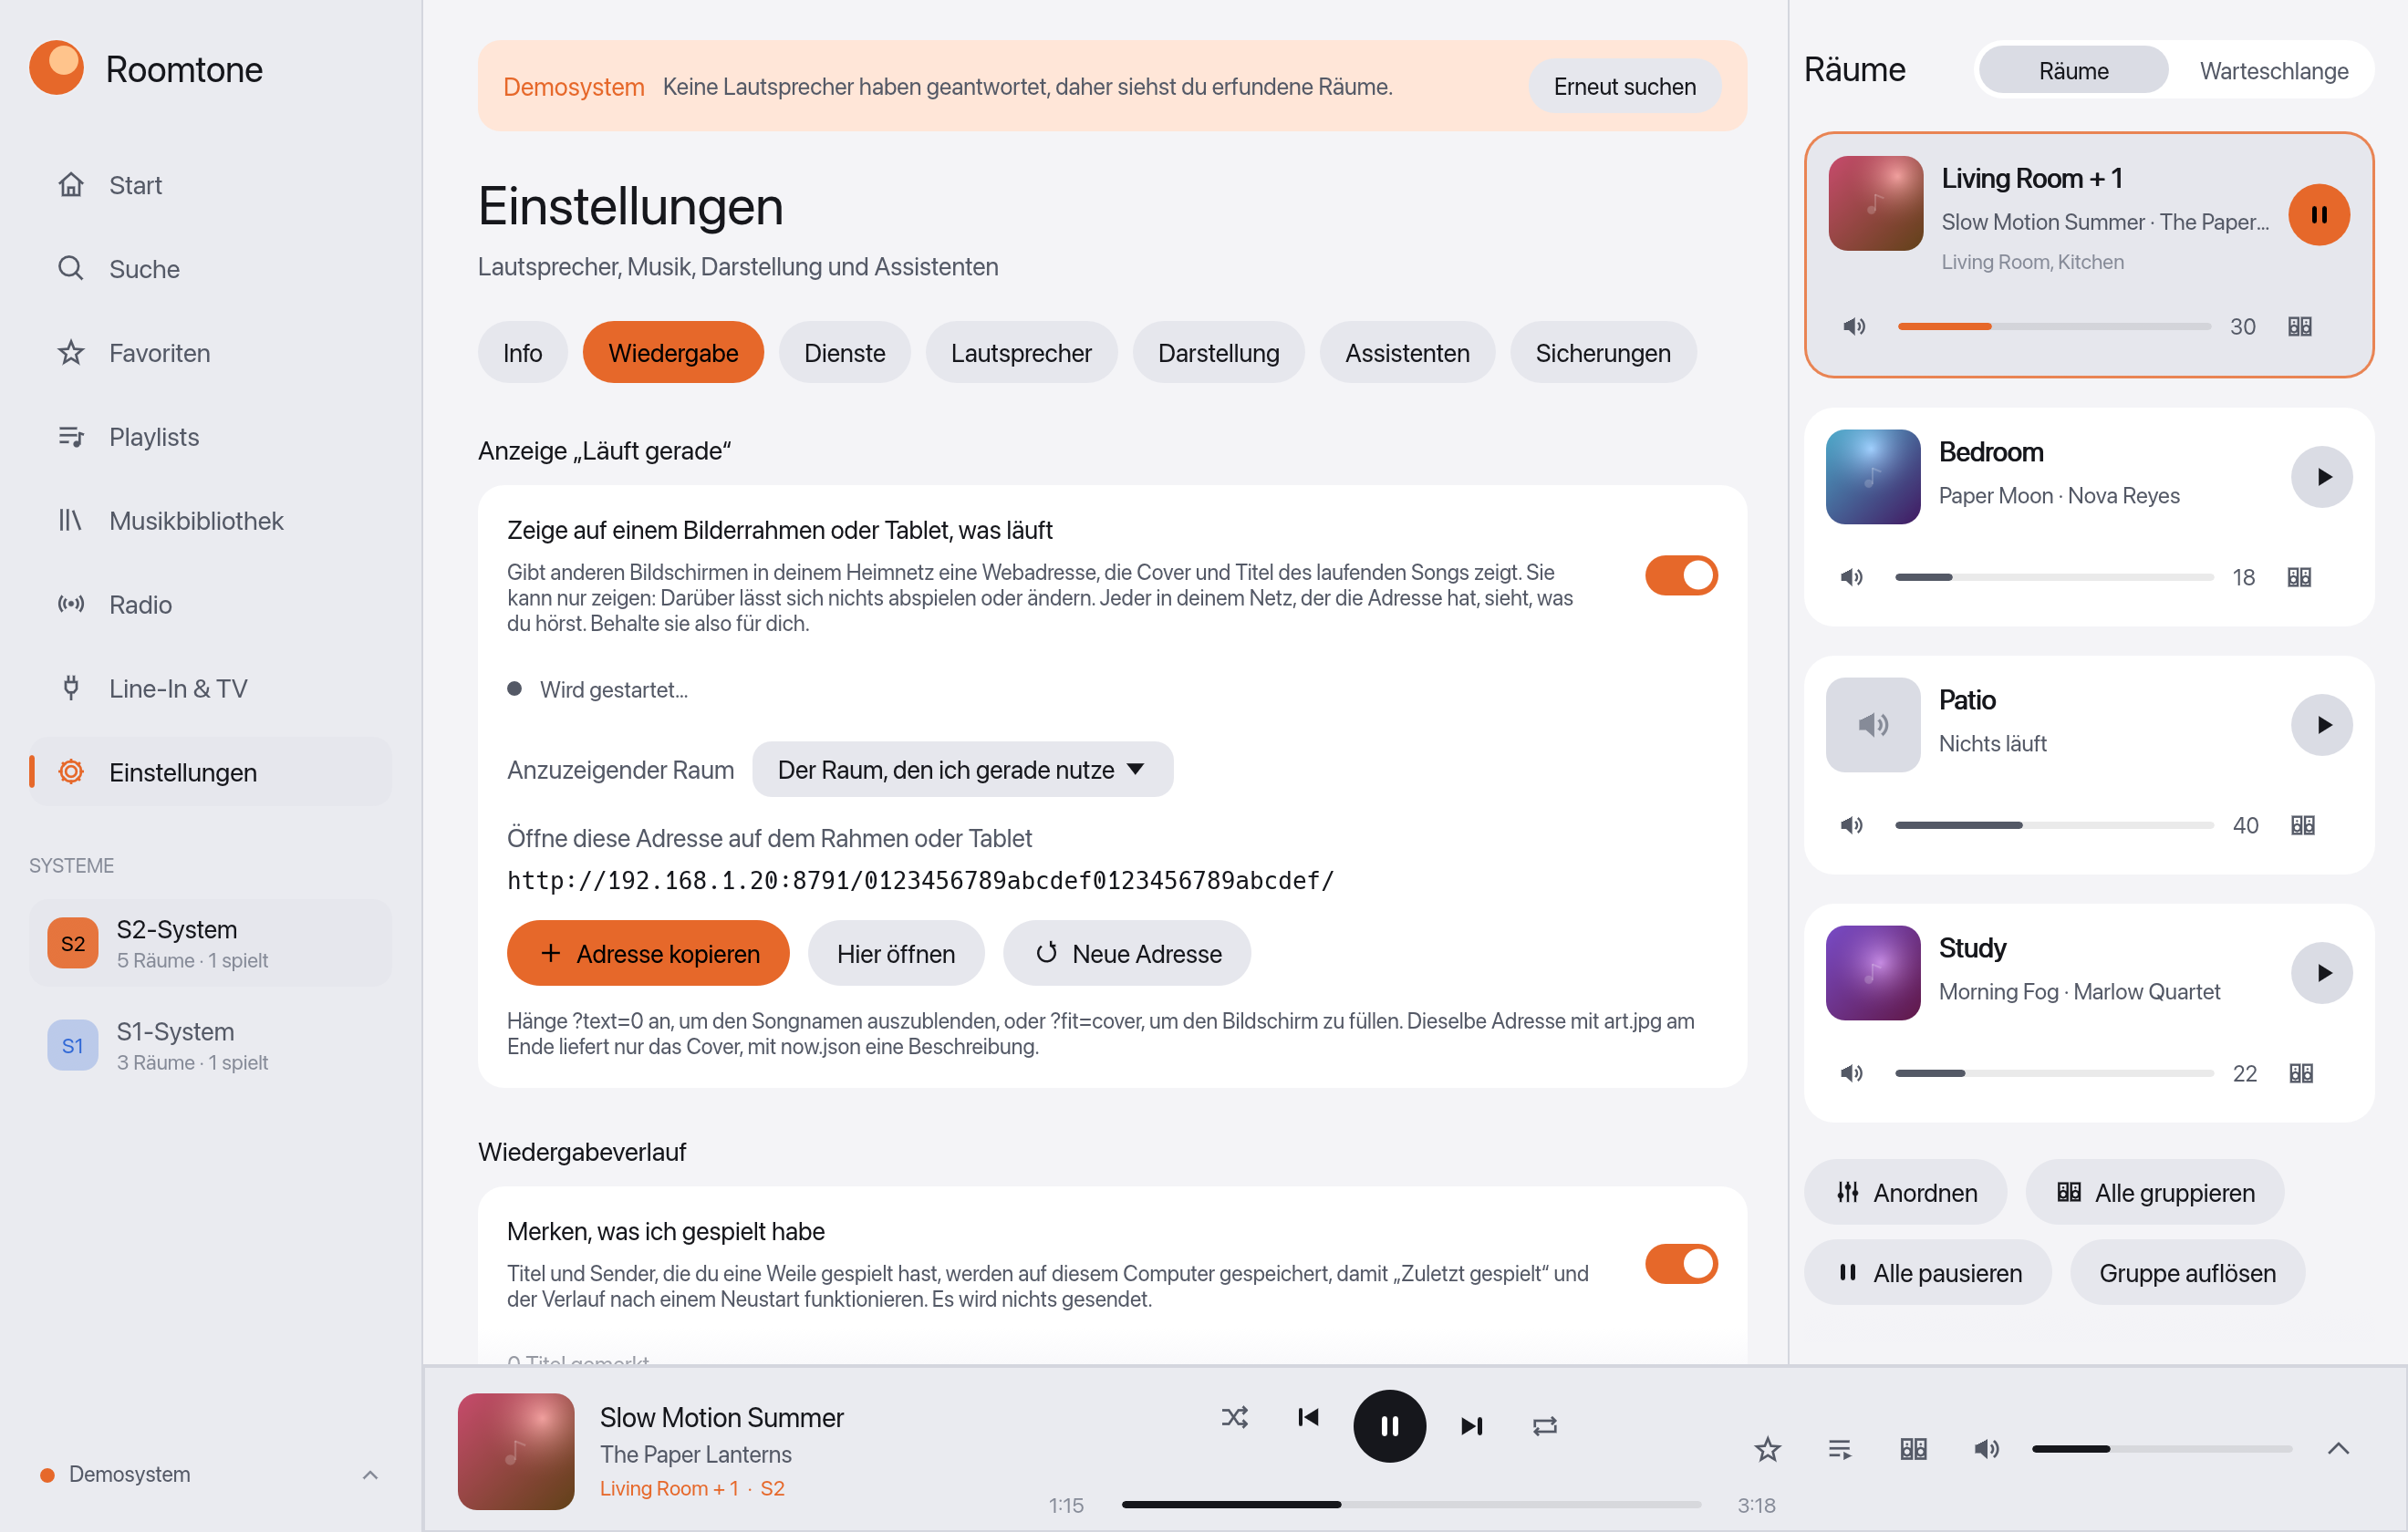 Roomtone
Start
Suche
Favoriten
Playlists
Musikbibliothek
Radio
Line-In & TV
Einstellungen
SYSTEME
S2
S2-System
5 Räume · 1 spielt
S1
S1-System
3 Räume · 1 spielt
Demosystem
Demosystem Keine Lautsprecher haben geantwortet, daher siehst du erfundene Räume.
Erneut suchen
Einstellungen
Lautsprecher, Musik, Darstellung und Assistenten
Info
Wiedergabe
Dienste
Lautsprecher
Darstellung
Assistenten
Sicherungen
Anzeige „Läuft gerade“
Zeige auf einem Bilderrahmen oder Tablet, was läuft
Gibt anderen Bildschirmen in deinem Heimnetz eine Webadresse, die Cover und Titel des laufenden Songs zeigt. Sie
kann nur zeigen: Darüber lässt sich nichts abspielen oder ändern. Jeder in deinem Netz, der die Adresse hat, sieht, was
du hörst. Behalte sie also für dich.
Wird gestartet…
Anzuzeigender Raum
Der Raum, den ich gerade nutze
Öffne diese Adresse auf dem Rahmen oder Tablet
http://192.168.1.20:8791/0123456789abcdef0123456789abcdef/
Adresse kopieren
Hier öffnen
Neue Adresse
Hänge ?text=0 an, um den Songnamen auszublenden, oder ?fit=cover, um den Bildschirm zu füllen. Dieselbe Adresse mit art.jpg am
Ende liefert nur das Cover, mit now.json eine Beschreibung.
Wiedergabeverlauf
Merken, was ich gespielt habe
Titel und Sender, die du eine Weile gespielt hast, werden auf diesem Computer gespeichert, damit „Zuletzt gespielt“ und
der Verlauf nach einem Neustart funktionieren. Es wird nichts gesendet.
0 Titel gemerkt
Räume
Räume
Warteschlange
Living Room + 1
Slow Motion Summer · The Paper…
Living Room, Kitchen
30
Bedroom
Paper Moon · Nova Reyes
18
Patio
Nichts läuft
40
Study
Morning Fog · Marlow Quartet
22
Anordnen
Alle gruppieren
Alle pausieren
Gruppe auflösen
Slow Motion Summer
The Paper Lanterns
Living Room + 1 · S2
1:15
3:18